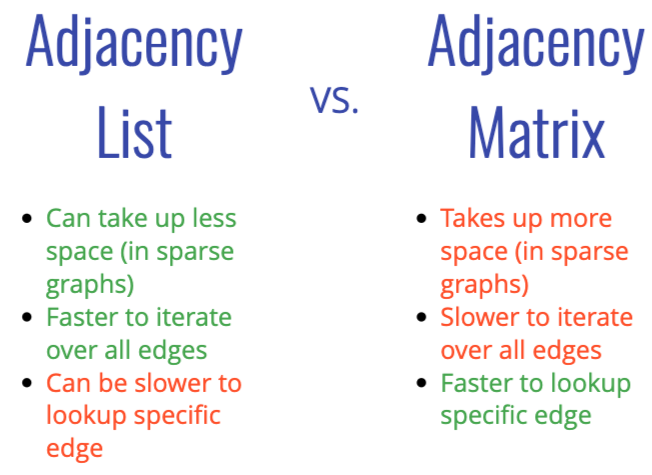 Adjacency
List
vs.
Adjacency
Matrix
• Can take up less
space (in sparse
graphs)
• Faster to iterate
over all edges
• Can be slower to
lookup specific
edge
• Takes up more
space (in sparse
graphs)
• Slower to iterate
over all edges
• Faster to lookup
specific edge